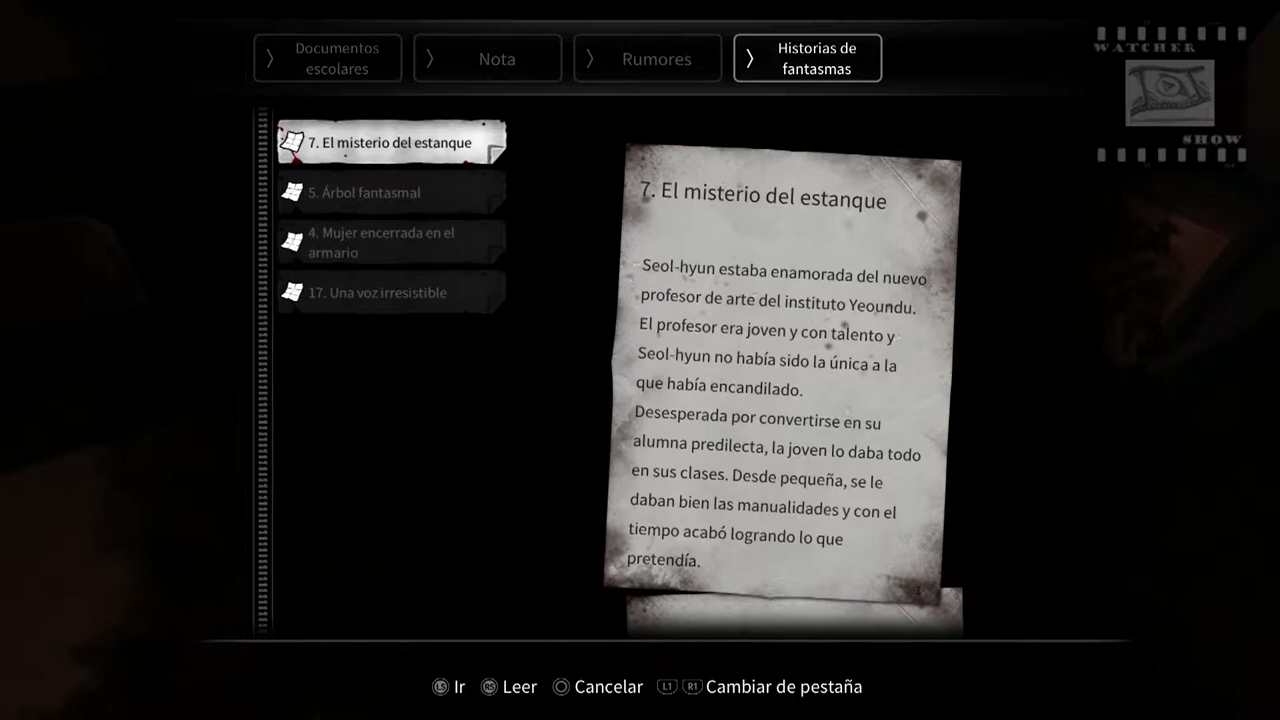 Documentos
escolares
Nota
Rumores
Historias de
fantasmas
WATCHER
SHOW
7. El misterio del estanque
5. Árbol fantasmal
4. Mujer encerrada en el
armario
17. Una voz irresistible
7. El misterio del estanque
Seol-hyun estaba enamorada del nuevo
profesor de arte del instituto Yeoundu.
El profesor era joven y con talento y
Seol-hyun no había sido la única a la
que había encandilado.
Desesperada por convertirse en su
alumna predilecta, la joven lo daba todo
en sus clases. Desde pequeña, se le
daban bien las manualidades y con el
tiempo acabó logrando lo que
pretendía.
LS Ir RS Leer Cancelar L1 R1 Cambiar de pestaña